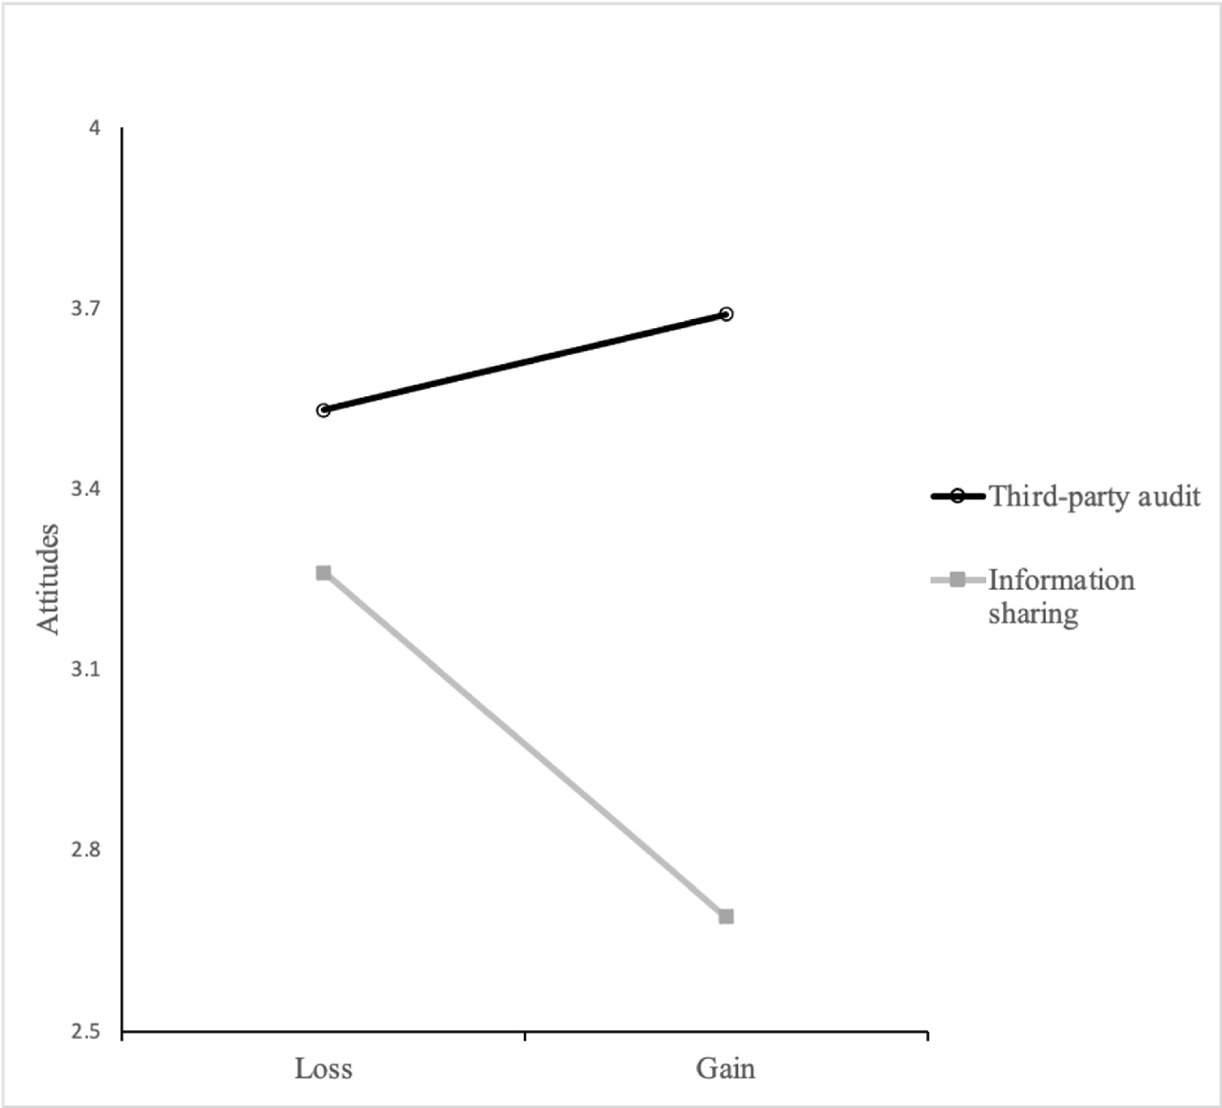 4
3.7
3.4
3.1
2.8
2.5
Attitudes
Loss
Gain
Third-party audit
Information
sharing